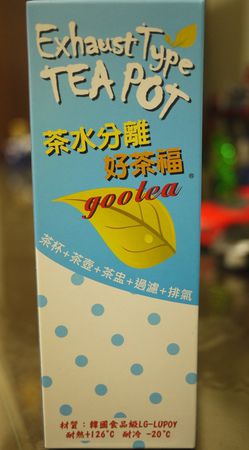 Exhaust Type
TEA POT
茶水分離
好茶福
gootea®
茶杯+茶壺+茶盅+過濾+排氣
材質：韓國食品級LG-LUPOY
耐熱+126°C 耐冷 -20°C